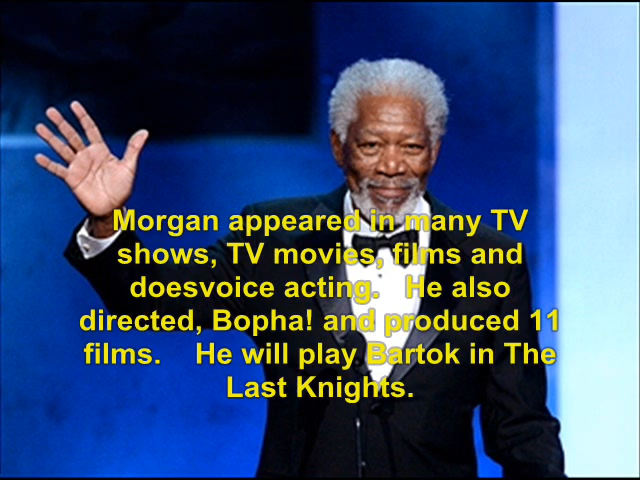 Morgan appeared in many TV
shows, TV movies, films and
doesvoice acting.   He also
directed, Bopha! and produced 11
films.    He will play Bartok in The
Last Knights.